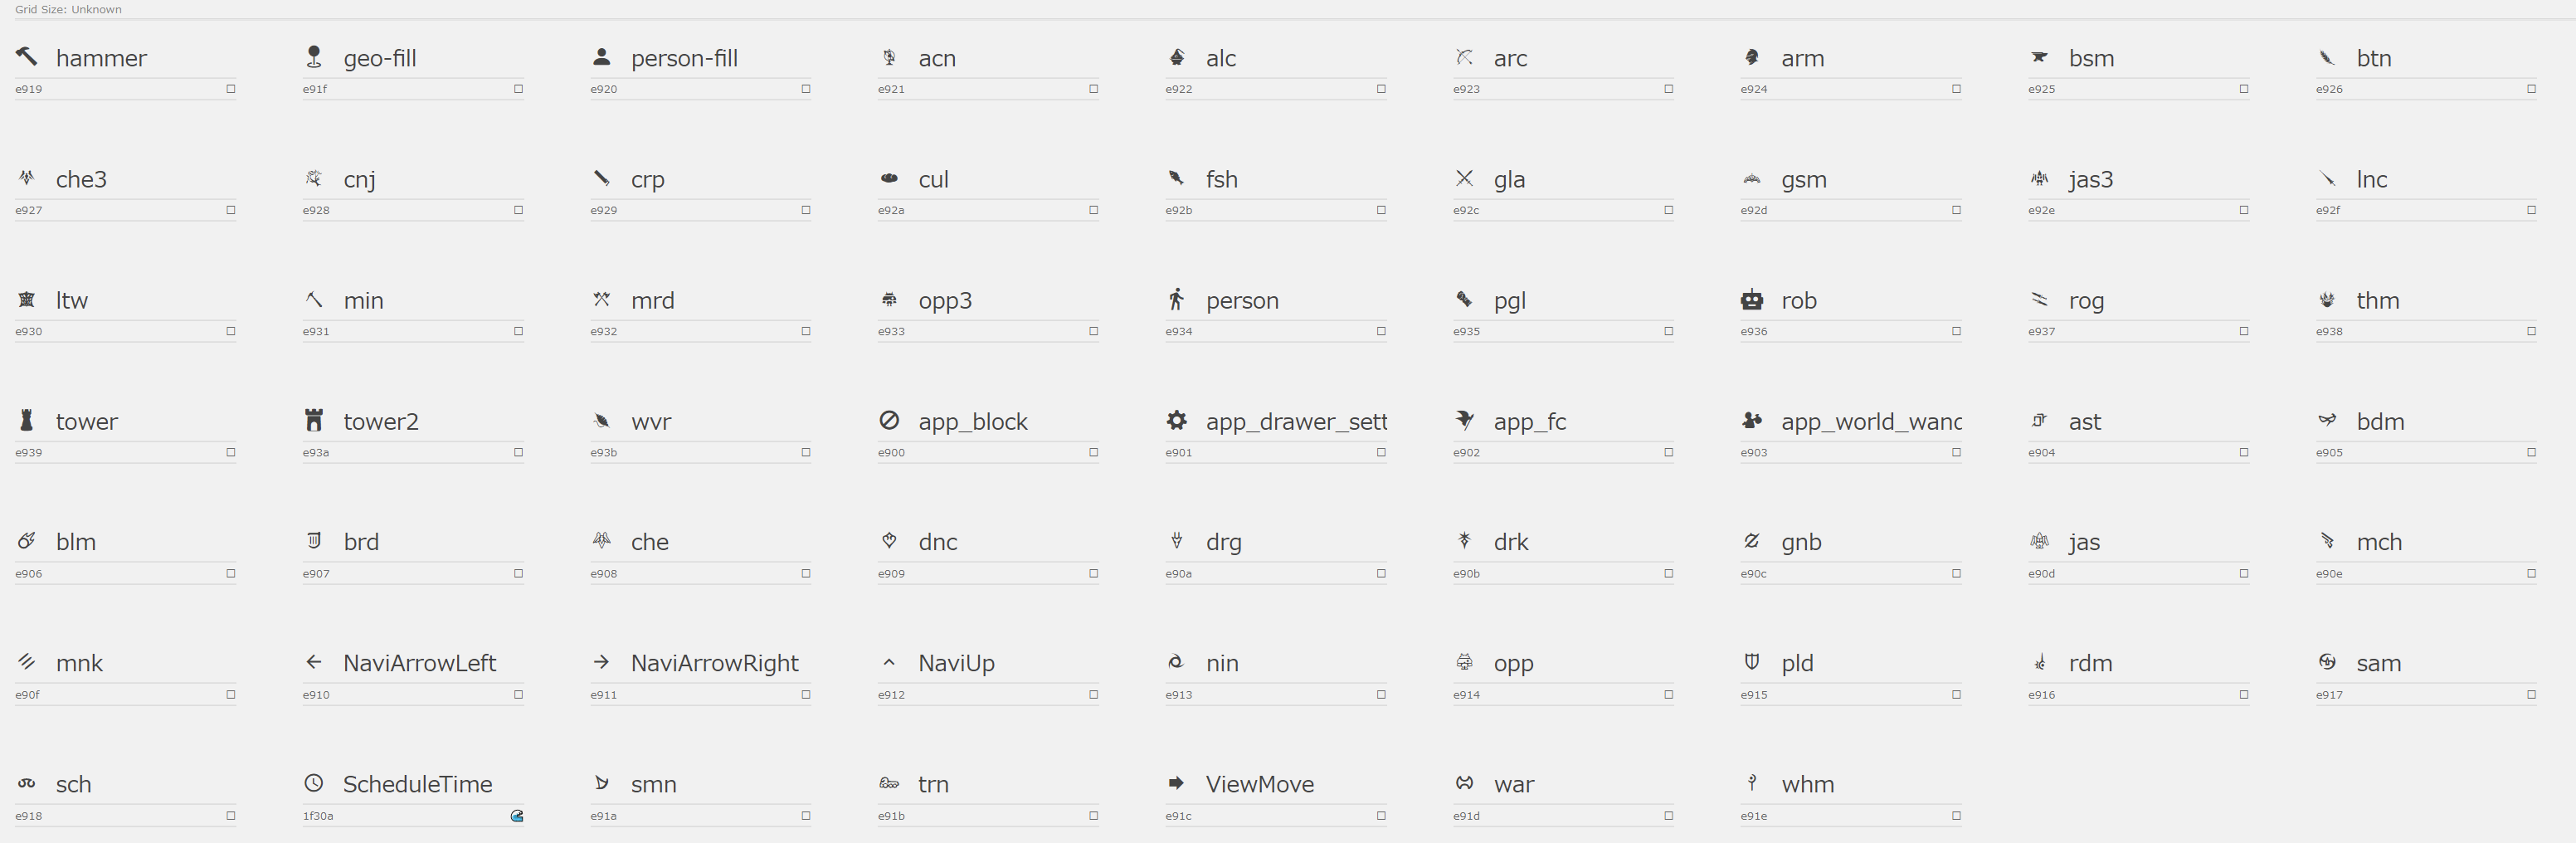 Grid Size: Unknown
hammer geo-fill person-fill acn alc arc arm bsm btn
e919 e91f e920 e921 e922 e923 e924 e925 e926
che3 cnj crp cul fsh gla gsm jas3 lnc
e927 e928 e929 e92a e92b e92c e92d e92e e92f
ltw min mrd opp3 person pgl rob rog thm
e930 e931 e932 e933 e934 e935 e936 e937 e938
tower tower2 wvr app_block app_drawer_sett app_fc app_world_wanc ast bdm
e939 e93a e93b e900 e901 e902 e903 e904 e905
blm brd che dnc drg drk gnb jas mch
e906 e907 e908 e909 e90a e90b e90c e90d e90e
mnk NaviArrowLeft NaviArrowRight NaviUp nin opp pld rdm sam
e90f e910 e911 e912 e913 e914 e915 e916 e917
sch ScheduleTime smn trn ViewMove war whm
e918 1f30a e91a e91b e91c e91d e91e